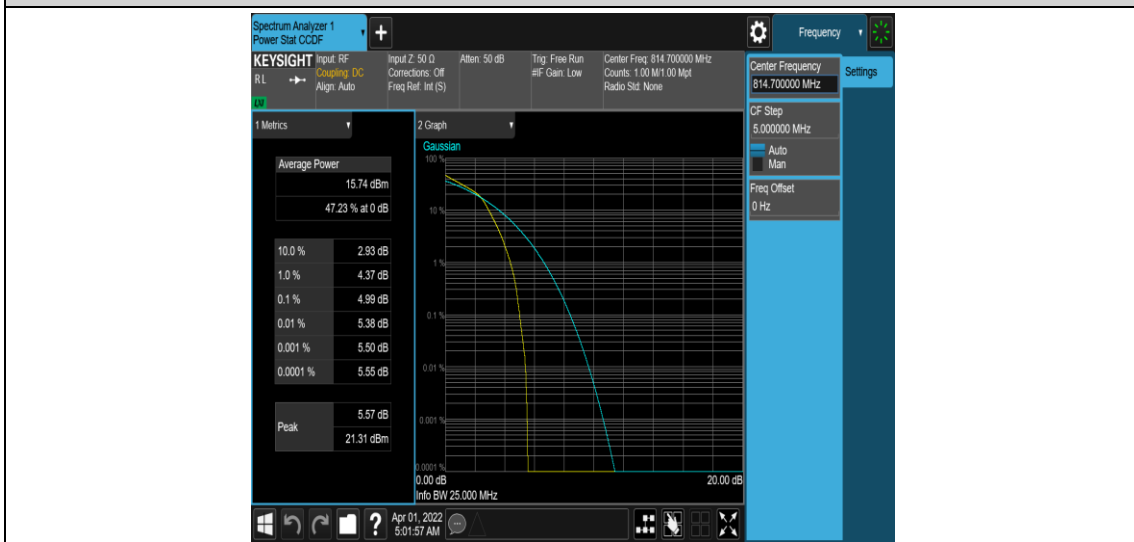 Spectrum Analyzer 1
Power Stat CCDF
+
Frequency
KEYSIGHT
Input: RF
Input Z: 50 Ω
Atten: 50 dB
Trig: Free Run
Center Freq: 814.700000 MHz
RL
Coupling: DC
Corrections: Off
#IF Gain: Low
Counts: 1.00 M/1.00 Mpt
Align: Auto
Freq Ref: Int (S)
Radio Std: None
Center Frequency
814.700000 MHz
Settings
CF Step
5.000000 MHz
Auto
Man
Freq Offset
0 Hz
1 Metrics
2 Graph
Gaussian
Average Power
15.74 dBm
47.23 % at 0 dB
10.0 % 2.93 dB
1.0 % 4.37 dB
0.1 % 4.99 dB
0.01 % 5.38 dB
0.001 % 5.50 dB
0.0001 % 5.55 dB
Peak
5.57 dB
21.31 dBm
100 %
10 %
1 %
0.1 %
0.01 %
0.001 %
0.0001 %
0.00 dB
20.00 dB
Info BW 25.000 MHz
?
Apr 01, 2022
5:01:57 AM